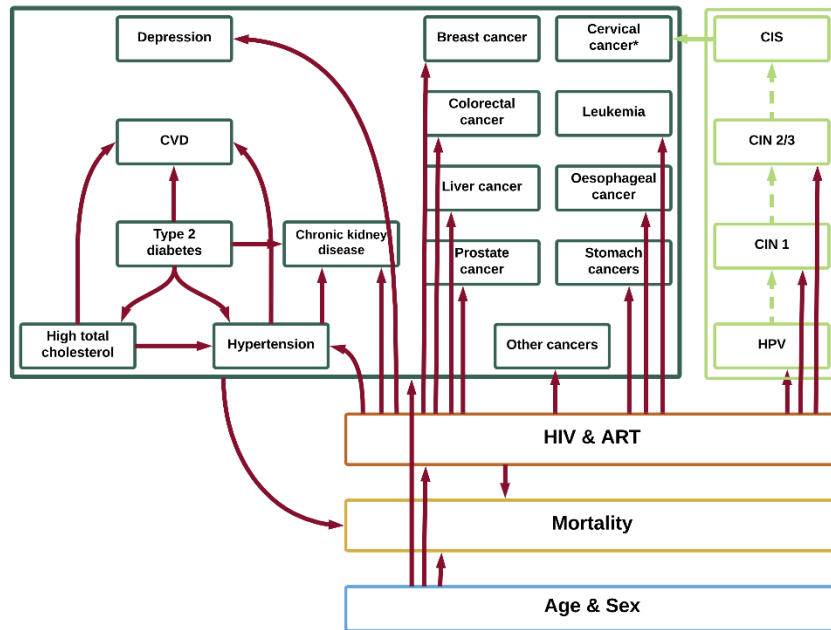 Depression
Breast cancer
Cervical
cancer*
CIS
Colorectal
cancer
Leukemia
CVD
CIN 2/3
Liver cancer
Oesophageal
cancer
Type 2
diabetes
Chronic kidney
disease
Prostate
cancer
Stomach
cancers
CIN 1
High total
cholesterol
Hypertension
Other cancers
HPV
HIV & ART
Mortality
Age & Sex